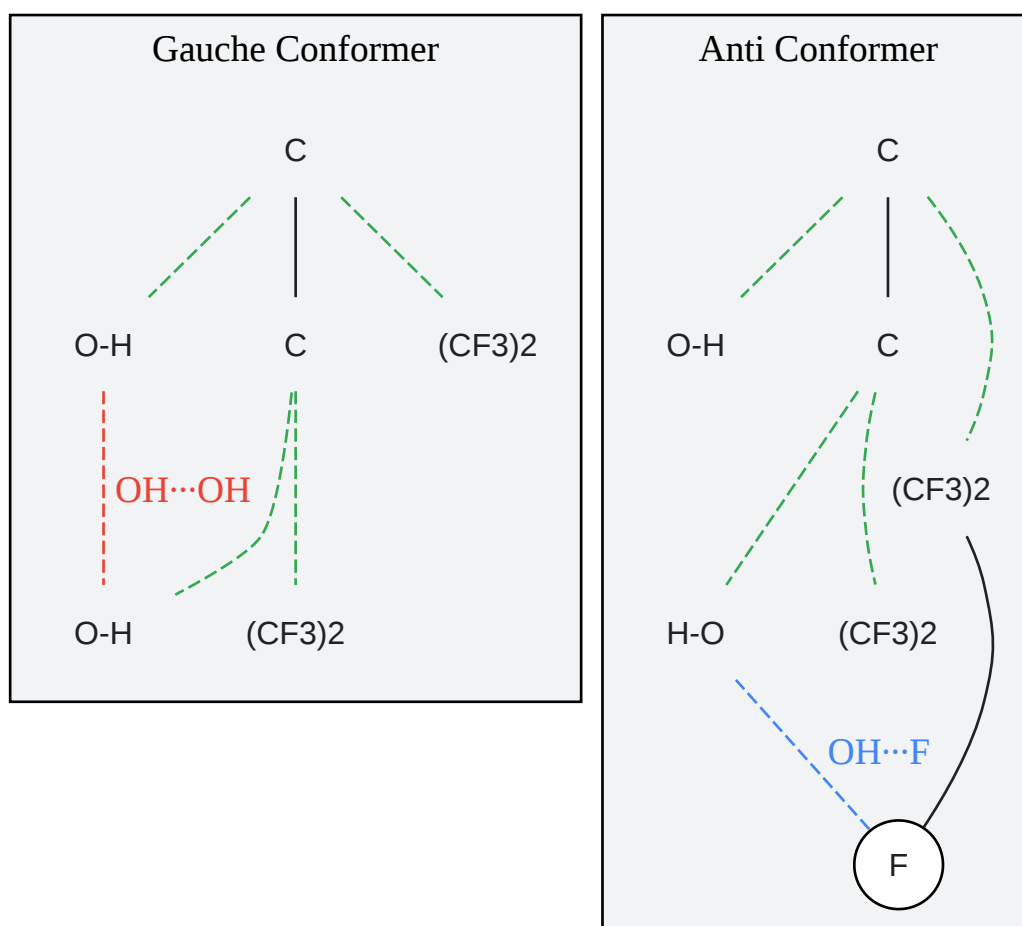 Gauche Conformer
C
O-H C (CF3)2
OH···OH
O-H (CF3)2
Anti Conformer
C
O-H C
(CF3)2
H-O (CF3)2
OH···F
F